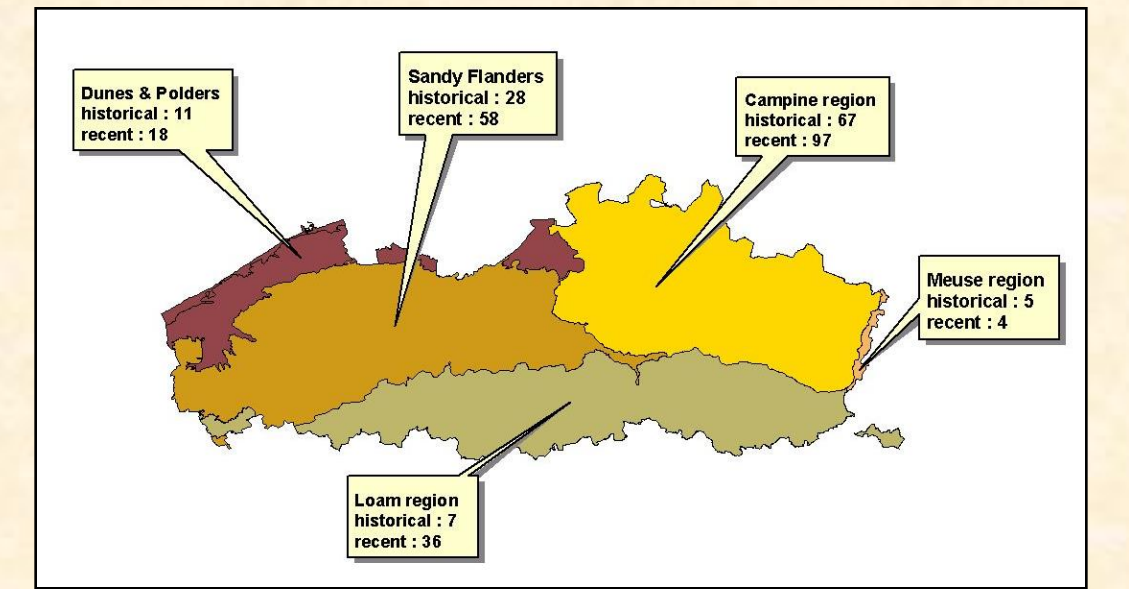 Dunes & Polders
historical : 11
recent : 18
Sandy Flanders
historical : 28
recent : 58
Campine region
historical : 67
recent : 97
Meuse region
historical : 5
recent : 4
Loam region
historical : 7
recent : 36